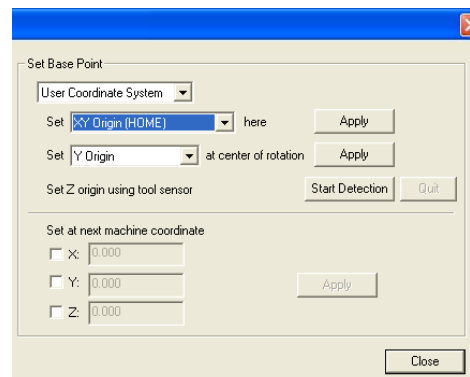 Set Base Point
User Coordinate System
Set XY Origin (HOME) here Apply
Set Y Origin at center of rotation Apply
Set Z origin using tool sensor Start Detection Quit
Set at next machine coordinate
X: 0.000
Y: 0.000 Apply
Z: 0.000
Close